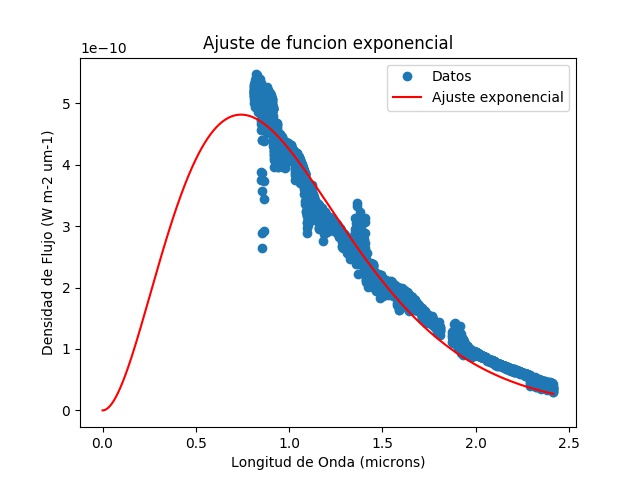 Ajuste de funcion exponencial
1e−10
Datos
Ajuste exponencial
5
4
3
2
1
0
Densidad de Flujo (W m-2 um-1)
0.0 0.5 1.0 1.5 2.0 2.5
Longitud de Onda (microns)